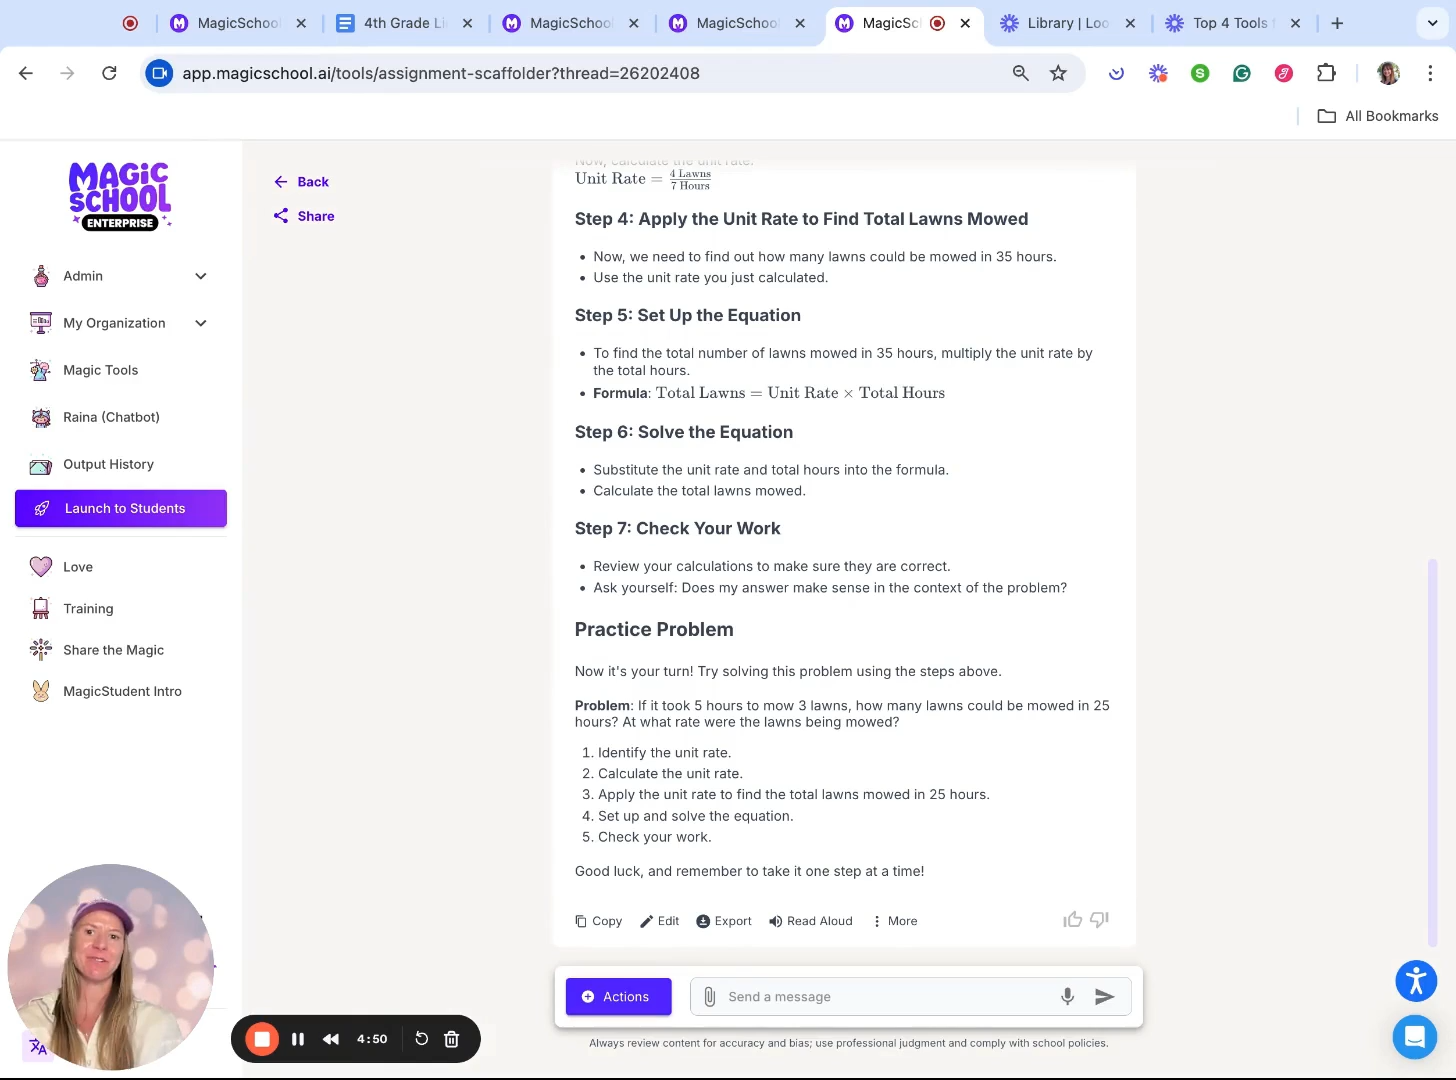 MagicSchool
4th Grade Li
MagicSchool
MagicSchool
MagicSc
Library | Loo
Top 4 Tools f
app.magicschool.ai/tools/assignment-scaffolder?thread=26202408
All Bookmarks
MAGIC
SCHOOL
ENTERPRISE
Admin
My Organization
Magic Tools
Raina (Chatbot)
Output History
Launch to Students
Love
Training
Share the Magic
MagicStudent Intro
Back
Share
Now, calculate the unit rate.
Unit Rate = 4 Lawns / 7 Hours
Step 4: Apply the Unit Rate to Find Total Lawns Mowed
• Now, we need to find out how many lawns could be mowed in 35 hours.
• Use the unit rate you just calculated.
Step 5: Set Up the Equation
• To find the total number of lawns mowed in 35 hours, multiply the unit rate by
the total hours.
• Formula: Total Lawns = Unit Rate × Total Hours
Step 6: Solve the Equation
• Substitute the unit rate and total hours into the formula.
• Calculate the total lawns mowed.
Step 7: Check Your Work
• Review your calculations to make sure they are correct.
• Ask yourself: Does my answer make sense in the context of the problem?
Practice Problem
Now it's your turn! Try solving this problem using the steps above.
Problem: If it took 5 hours to mow 3 lawns, how many lawns could be mowed in 25
hours? At what rate were the lawns being mowed?
1. Identify the unit rate.
2. Calculate the unit rate.
3. Apply the unit rate to find the total lawns mowed in 25 hours.
4. Set up and solve the equation.
5. Check your work.
Good luck, and remember to take it one step at a time!
Copy Edit Export Read Aloud More
Actions
Send a message
4:50
Always review content for accuracy and bias; use professional judgment and comply with school policies.